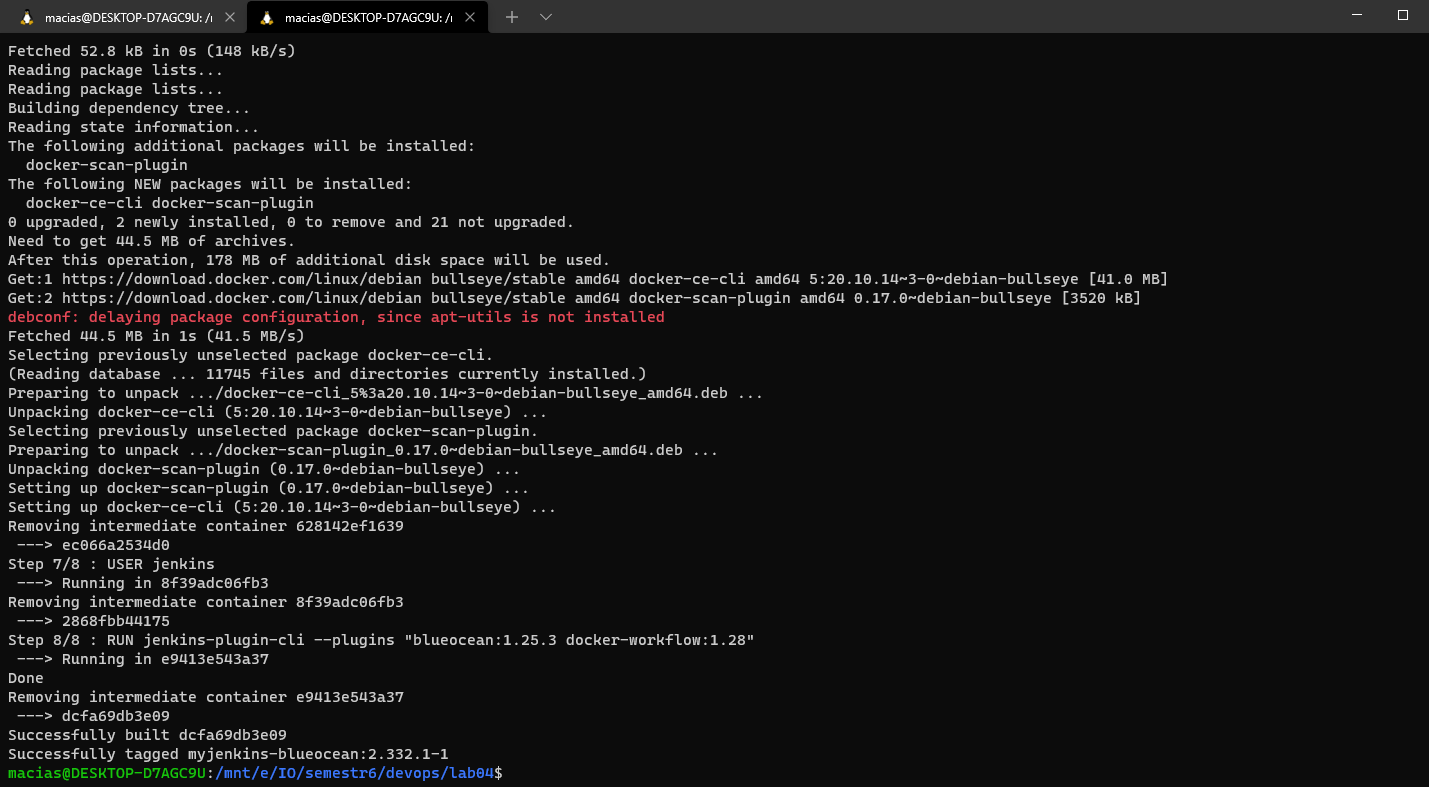 macias@DESKTOP-D7AGC9U: /r
macias@DESKTOP-D7AGC9U: /r
Fetched 52.8 kB in 0s (148 kB/s)
Reading package lists...
Reading package lists...
Building dependency tree...
Reading state information...
The following additional packages will be installed:
  docker-scan-plugin
The following NEW packages will be installed:
  docker-ce-cli docker-scan-plugin
0 upgraded, 2 newly installed, 0 to remove and 21 not upgraded.
Need to get 44.5 MB of archives.
After this operation, 178 MB of additional disk space will be used.
Get:1 https://download.docker.com/linux/debian bullseye/stable amd64 docker-ce-cli amd64 5:20.10.14~3-0~debian-bullseye [41.0 MB]
Get:2 https://download.docker.com/linux/debian bullseye/stable amd64 docker-scan-plugin amd64 0.17.0~debian-bullseye [3520 kB]
debconf: delaying package configuration, since apt-utils is not installed
Fetched 44.5 MB in 1s (41.5 MB/s)
Selecting previously unselected package docker-ce-cli.
(Reading database ... 11745 files and directories currently installed.)
Preparing to unpack .../docker-ce-cli_5%3a20.10.14~3-0~debian-bullseye_amd64.deb ...
Unpacking docker-ce-cli (5:20.10.14~3-0~debian-bullseye) ...
Selecting previously unselected package docker-scan-plugin.
Preparing to unpack .../docker-scan-plugin_0.17.0~debian-bullseye_amd64.deb ...
Unpacking docker-scan-plugin (0.17.0~debian-bullseye) ...
Setting up docker-scan-plugin (0.17.0~debian-bullseye) ...
Setting up docker-ce-cli (5:20.10.14~3-0~debian-bullseye) ...
Removing intermediate container 628142ef1639
 ---> ec066a2534d0
Step 7/8 : USER jenkins
 ---> Running in 8f39adc06fb3
Removing intermediate container 8f39adc06fb3
 ---> 2868fbb44175
Step 8/8 : RUN jenkins-plugin-cli --plugins "blueocean:1.25.3 docker-workflow:1.28"
 ---> Running in e9413e543a37
Done
Removing intermediate container e9413e543a37
 ---> dcfa69db3e09
Successfully built dcfa69db3e09
Successfully tagged myjenkins-blueocean:2.332.1-1
macias@DESKTOP-D7AGC9U:/mnt/e/IO/semestr6/devops/lab04$